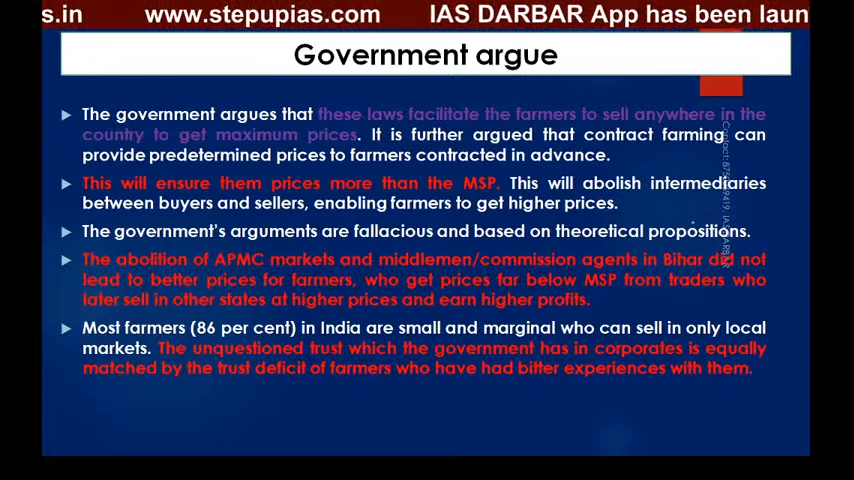 s.in www.stepupias.com IAS DARBAR App has been laun
Government argue
The government argues that these laws facilitate the farmers to sell anywhere in the
country to get maximum prices. It is further argued that contract farming can
provide predetermined prices to farmers contracted in advance.
This will ensure them prices more than the MSP. This will abolish intermediaries
between buyers and sellers, enabling farmers to get higher prices.
The government's arguments are fallacious and based on theoretical propositions.
The abolition of APMC markets and middlemen/commission agents in Bihar did not
lead to better prices for farmers, who get prices far below MSP from traders who
later sell in other states at higher prices and earn higher profits.
Most farmers (86 per cent) in India are small and marginal who can sell in only local
markets. The unquestioned trust which the government has in corporates is equally
matched by the trust deficit of farmers who have had bitter experiences with them.
Contact: IAS DARBAR